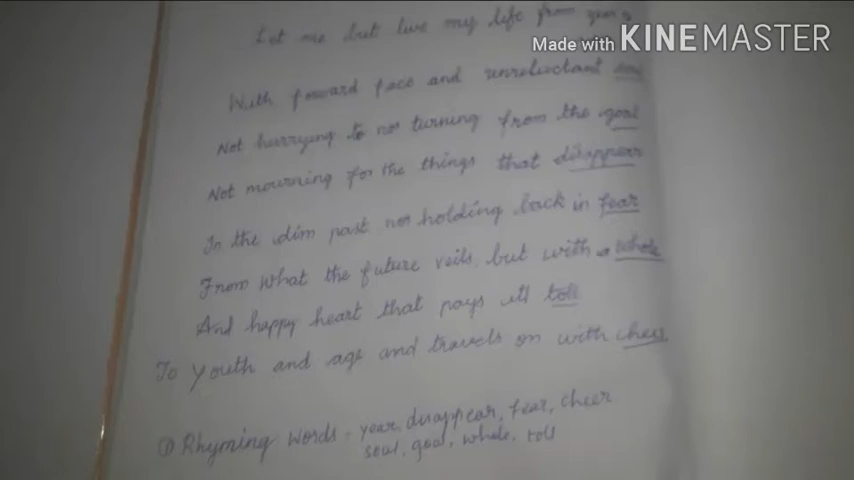 Let me but live my life from year
Made with KINEMASTER
With forward face and unreluctant soul
Not hurrying to nor turning from the goal
Not mourning for the things that disappear
In the dim past nor holding back in fear
From what the future veils, but with a whole
And happy heart that pays it's toll
To Youth and age and travels on with cheer
① Rhyming words - year, disappear, fear, cheer
soul, goal, whole, toll